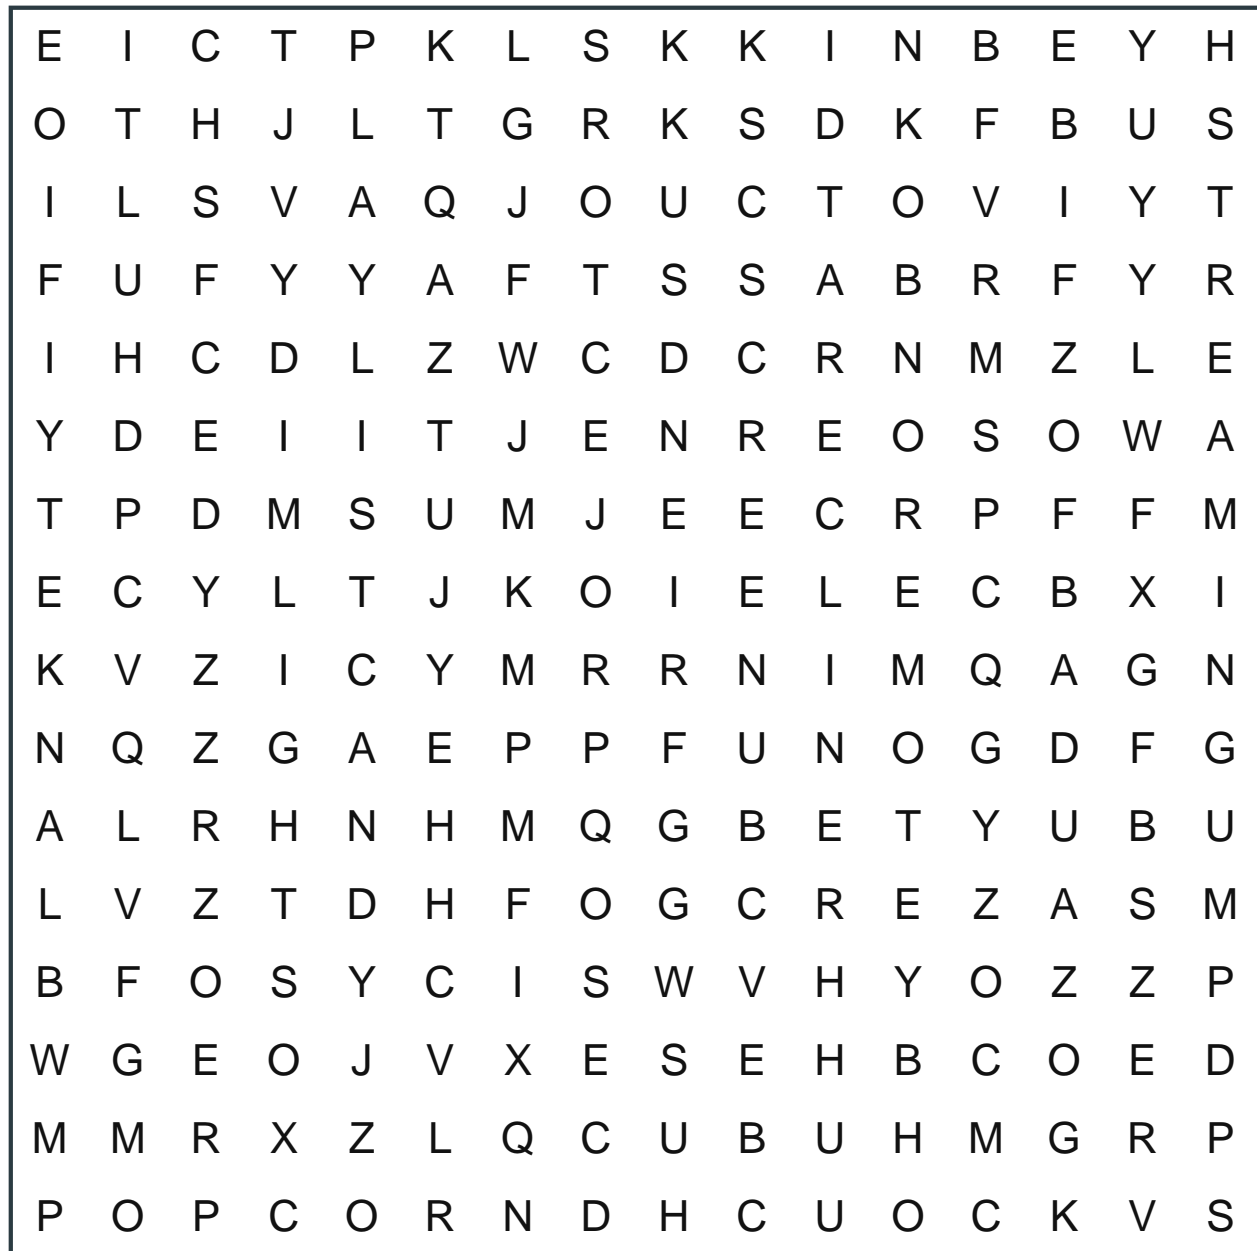 E I C T P K L S K K I N B E Y H
O T H J L T G R K S D K F B U S
I L S V A Q J O U C T O V I Y T
F U F Y Y A F T S S A B R F Y R
I H C D L Z W C D C R N M Z L E
Y D E I I T J E N R E O S O W A
T P D M S U M J E E C R P F F M
E C Y L T J K O I E L E C B X I
K V Z I C Y M R R N I M Q A G N
N Q Z G A E P P F U N O G D F G
A L R H N H M Q G B E T Y U B U
L V Z T D H F O G C R E Z A S M
B F O S Y C I S W V H Y O Z Z P
W G E O J V X E S E H B C O E D
M M R X Z L Q C U B U H M G R P
P O P C O R N D H C U O C K V S